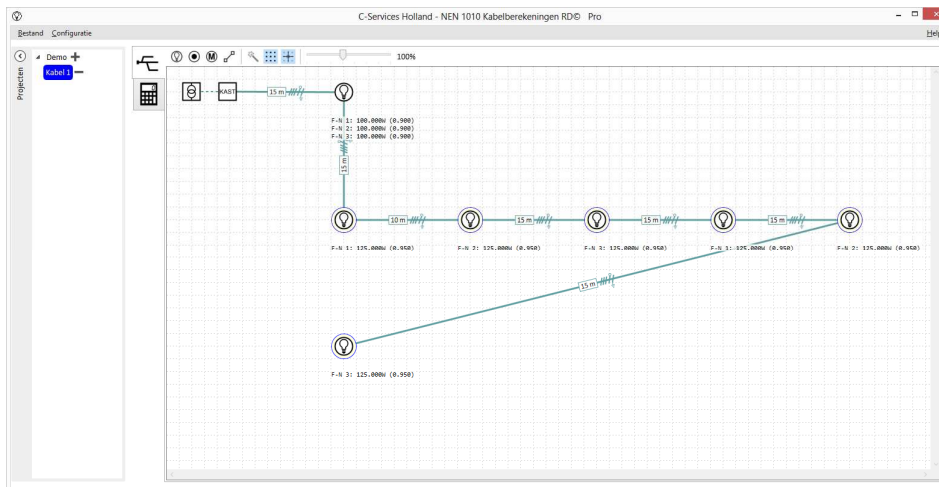 C-Services Holland - NEN 1010 Kabelberekeningen RD© Pro
Bestand Configuratie Help
Projecten
Demo
Kabel 1
M
100%
KAST
15 m
F-N 1: 100.000W (0.900)
F-N 2: 100.000W (0.900)
F-N 3: 100.000W (0.900)
15 m
10 m 15 m 15 m 15 m
F-N 1: 125.000W (0.950) F-N 2: 125.000W (0.950) F-N 3: 125.000W (0.950) F-N 1: 125.000W (0.950) F-N 2: 125.000W (0.950)
15 m
F-N 3: 125.000W (0.950)